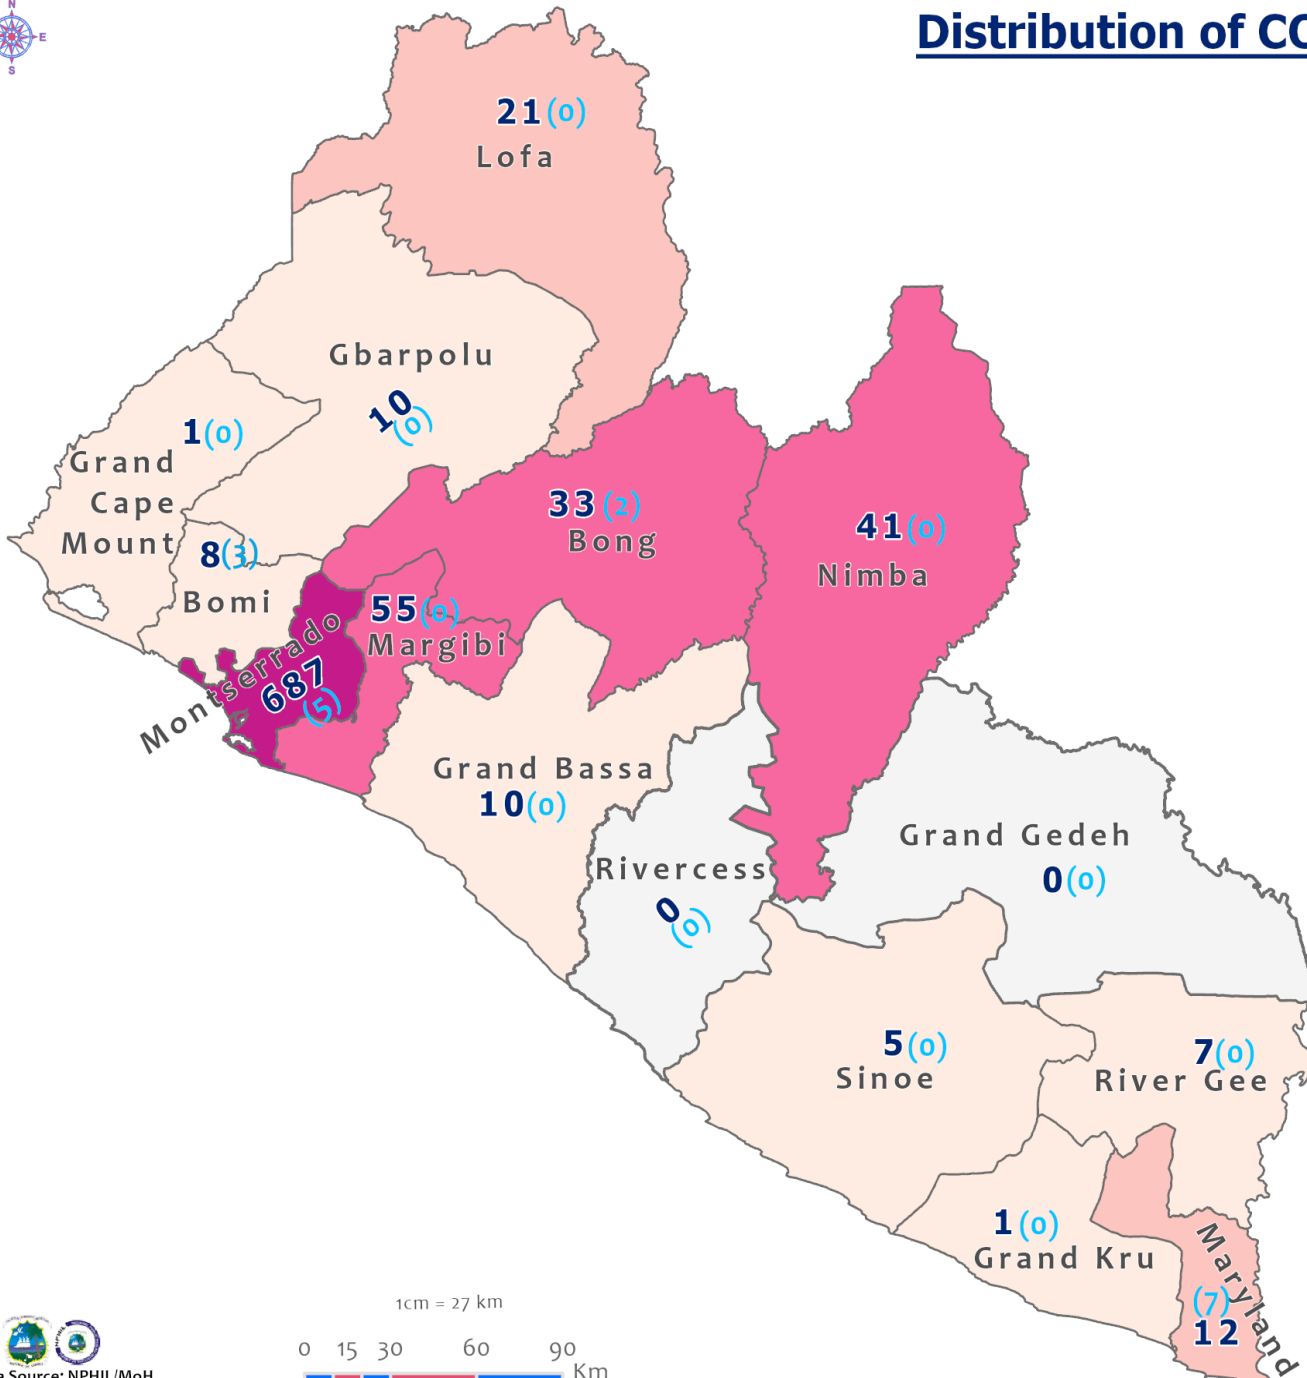 N
E
S
Distribution of CO
21(0)
Lofa
Gbarpolu
10
(0)
1(0)
Grand
Cape
Mount
33(2)
Bong
41(0)
Nimba
8(3)
Bomi
55(0)
Margibi
Montserrado
687
(5)
Grand Bassa
10(0)
Rivercess
0
(0)
Grand Gedeh
0(0)
5(0)
Sinoe
7(0)
River Gee
1(0)
Grand Kru
Maryland
(7)
12
1cm = 27 km
0 15 30 60 90
Km
a Source: NPHIL/MoH